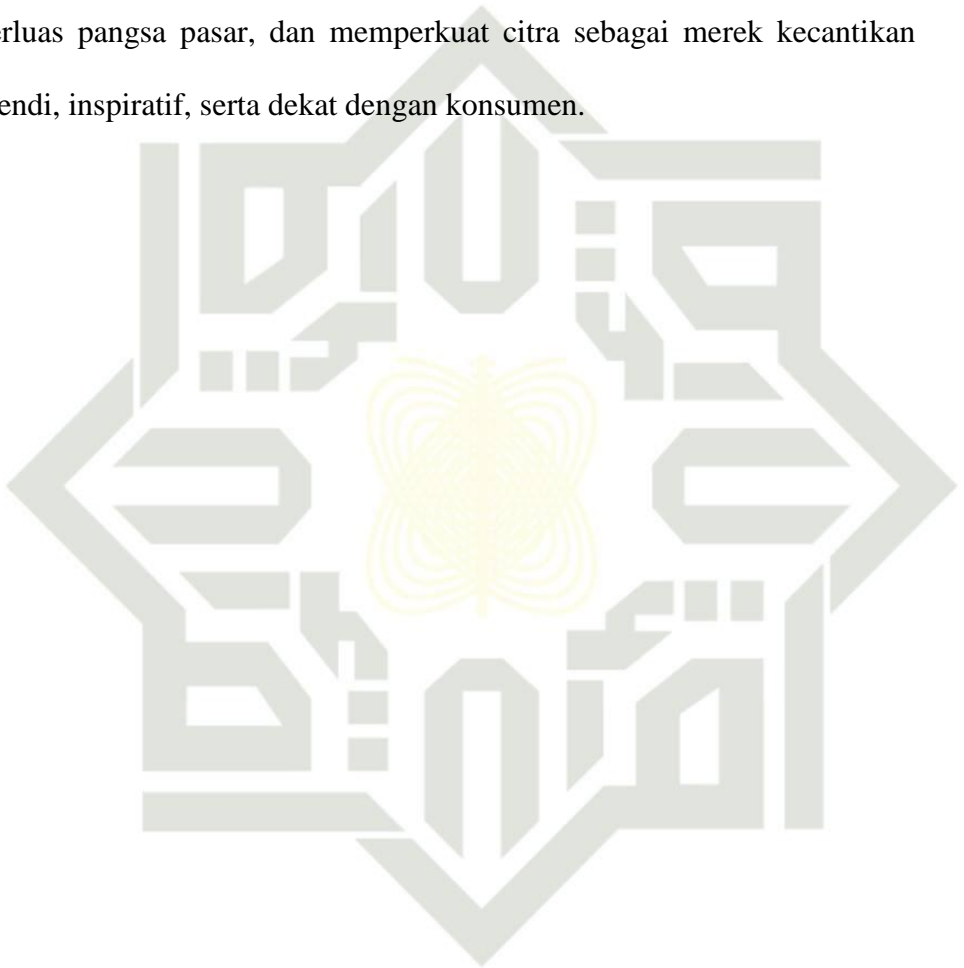 erluas pangsa pasar, dan memperkuat citra sebagai merek kecantikan
endi, inspiratif, serta dekat dengan konsumen.